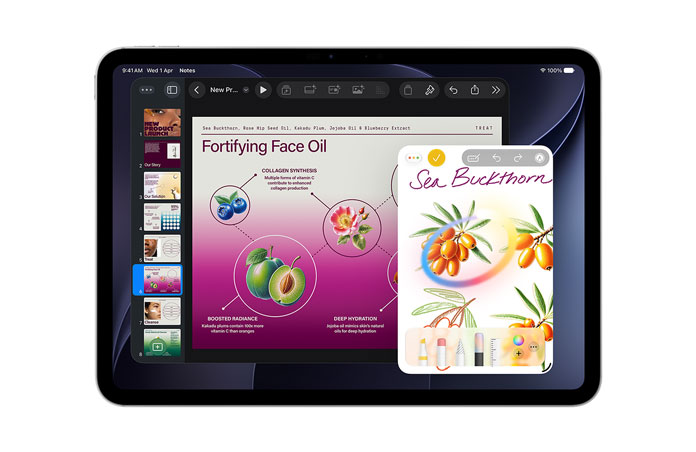 9:41 AM Wed 1 Apr Notes
100%
New Pr...
NEW PRODUCT LAUNCH
Our Story
Our Solution
Treat
Cleanse
Sea Buckthorn, Rose Hip Seed Oil, Kakadu Plum, Jojoba Oil & Blueberry Extract
TREAT
Fortifying Face Oil
COLLAGEN SYNTHESIS
Multiple forms of vitamin C
contribute to enhanced
collagen production
BOOSTED RADIANCE
Kakadu plums contain 100x more
vitamin C than oranges
DEEP HYDRATION
Jojoba oil mimics skin's natural
oils for deep hydration
Sea Buckthorn